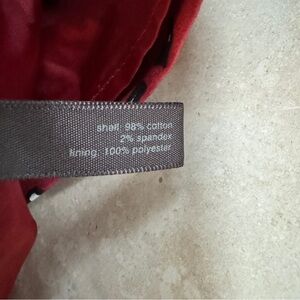 shell: 98% cotton
2% spandex
lining: 100% polyester